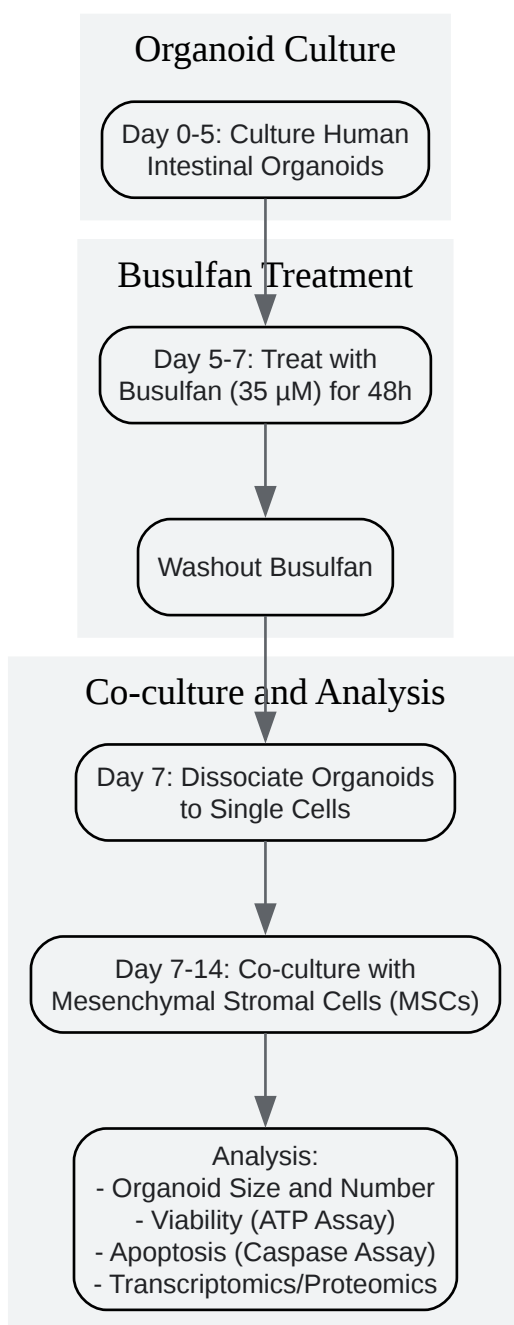 Organoid Culture
Day 0-5: Culture Human
Intestinal Organoids
Busulfan Treatment
Day 5-7: Treat with
Busulfan (35 µM) for 48h
Washout Busulfan
Co-culture and Analysis
Day 7: Dissociate Organoids
to Single Cells
Day 7-14: Co-culture with
Mesenchymal Stromal Cells (MSCs)
Analysis:
- Organoid Size and Number
- Viability (ATP Assay)
- Apoptosis (Caspase Assay)
- Transcriptomics/Proteomics